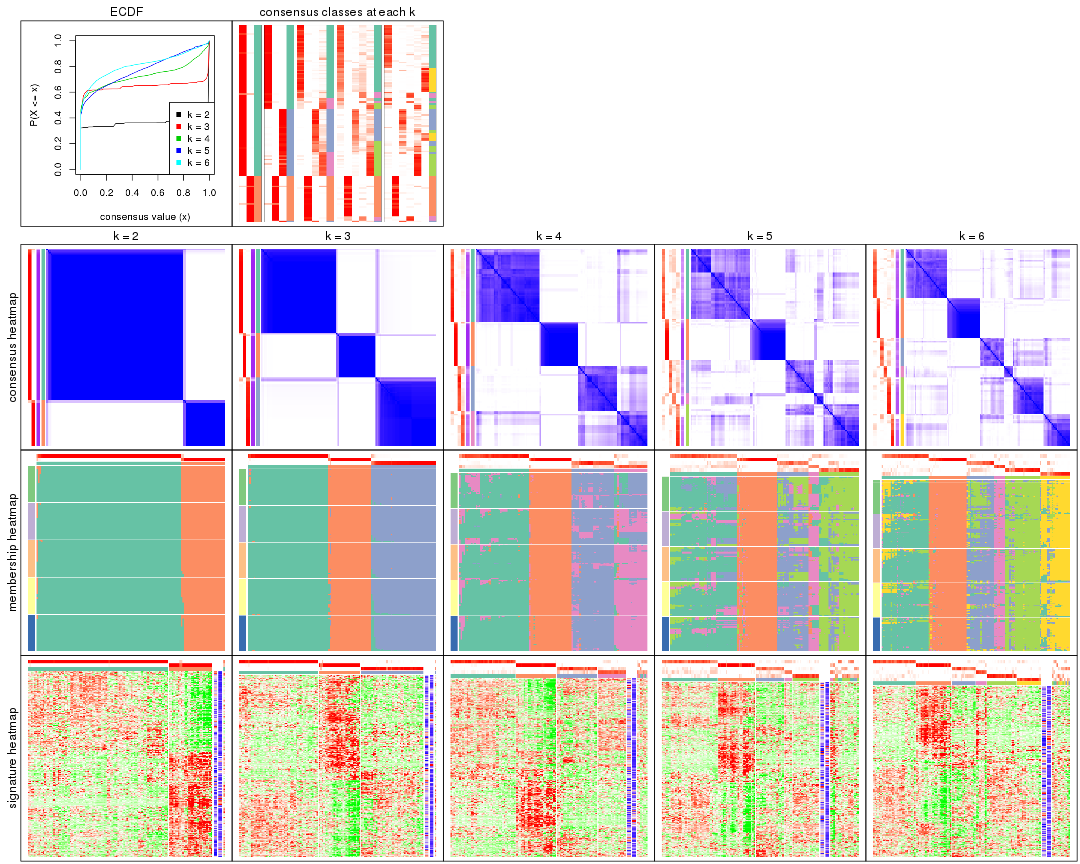 ECDF
consensus classes at each k
P(X <= x)
0.0 0.2 0.4 0.6 0.8 1.0
k = 2
k = 3
k = 4
k = 5
k = 6
0.0 0.2 0.4 0.6 0.8 1.0
consensus value (x)
k = 2 k = 3 k = 4 k = 5 k = 6
consensus heatmap
membership heatmap
signature heatmap